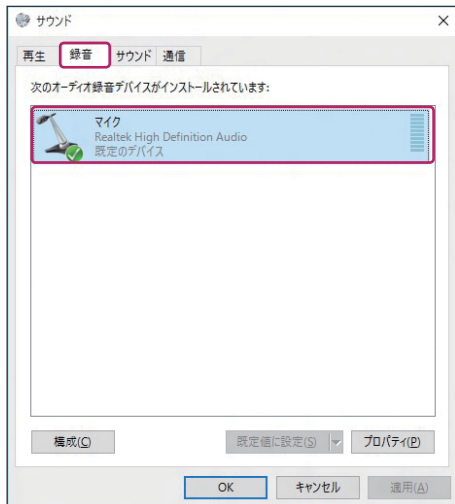 サウンド
再生 録音 サウンド 通信
次のオーディオ録音デバイスがインストールされています:
マイク
Realtek High Definition Audio
既定のデバイス
構成(C) 既定値に設定(S) プロパティ(P)
OK キャンセル 適用(A)